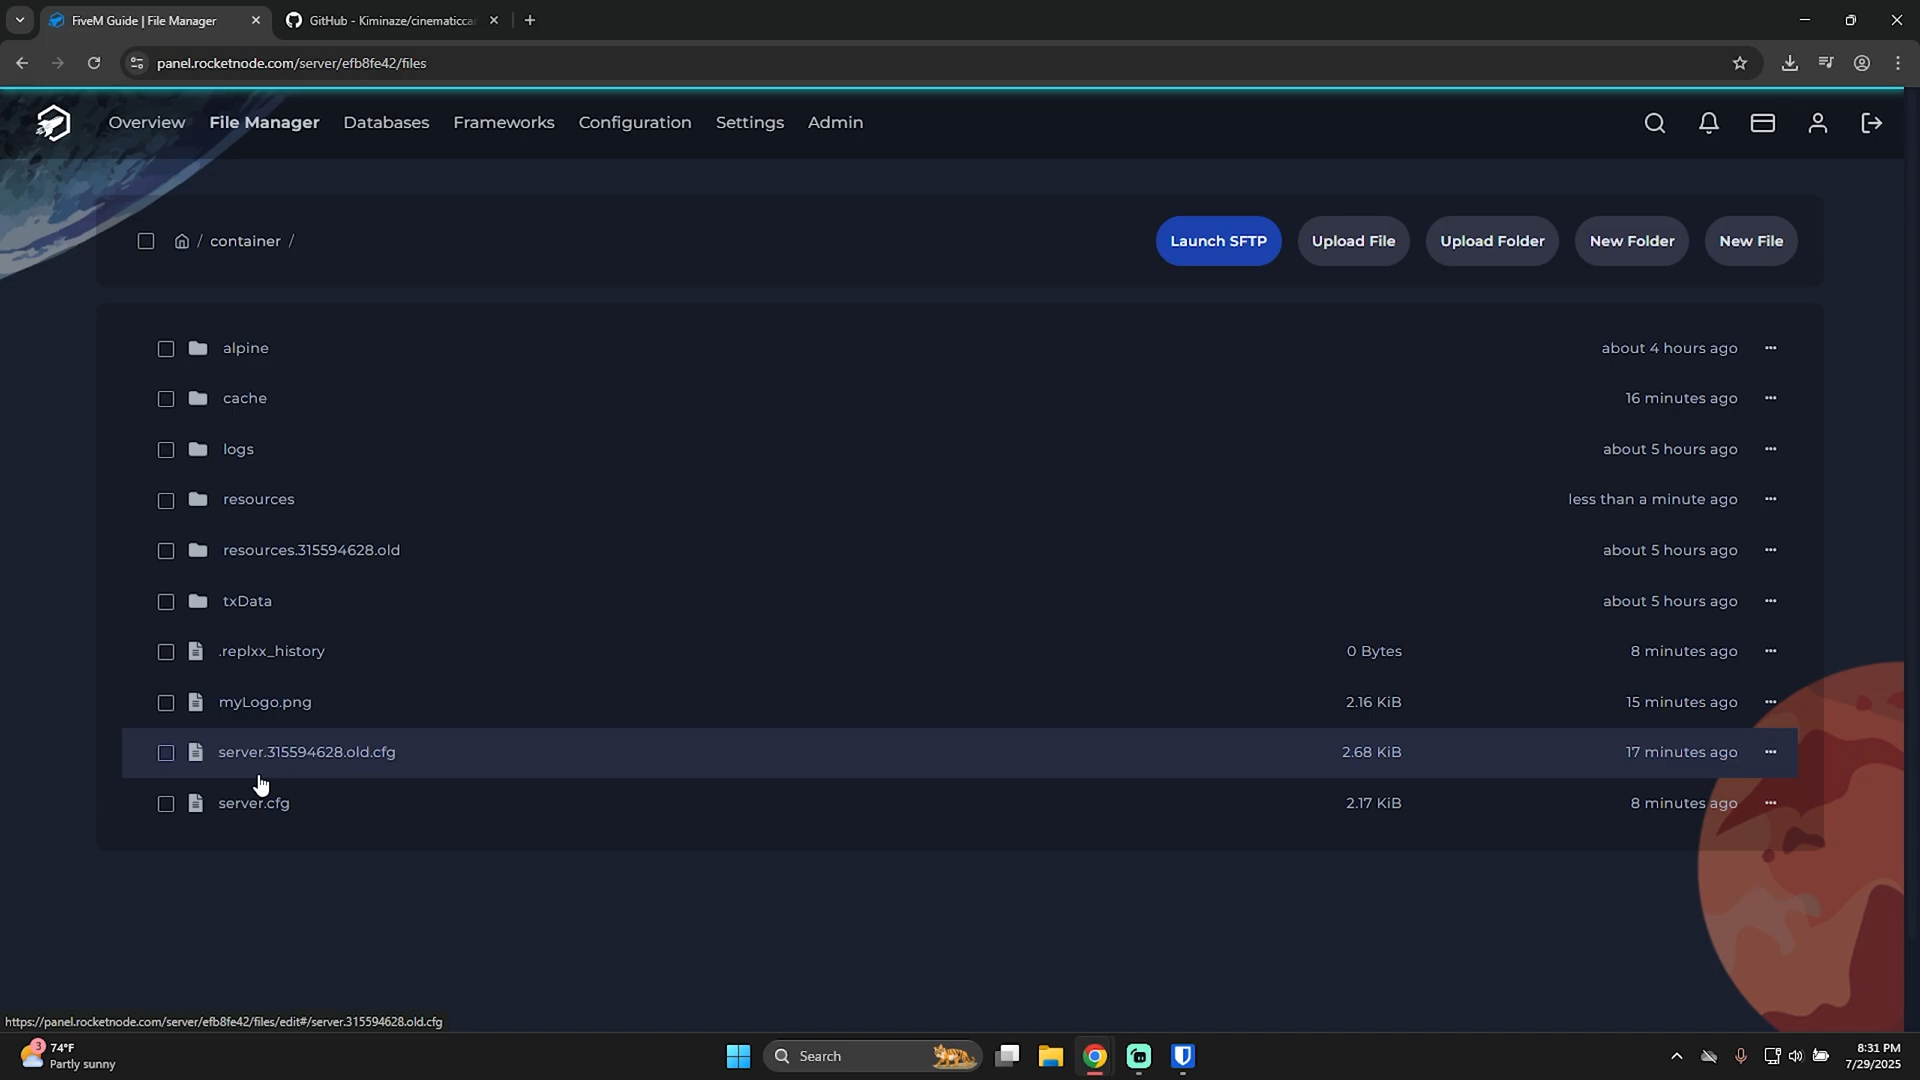 FiveM Guide | File Manager
GitHub - Kiminaze/cinematicca
panel.rocketnode.com/server/efb8fe42/files
Overview File Manager Databases Frameworks Configuration Settings Admin
/ container /
Launch SFTP Upload File Upload Folder New Folder New File
alpine about 4 hours ago
cache 16 minutes ago
logs about 5 hours ago
resources less than a minute ago
resources.315594628.old about 5 hours ago
txData about 5 hours ago
.replxx_history 0 Bytes 8 minutes ago
myLogo.png 2.16 KiB 15 minutes ago
server.315594628.old.cfg 2.68 KiB 17 minutes ago
server.cfg 2.17 KiB 8 minutes ago
https://panel.rocketnode.com/server/efb8fe42/files/edit#/server.315594628.old.cfg
3
74°F
Partly sunny
Search
8:31 PM
7/29/2025